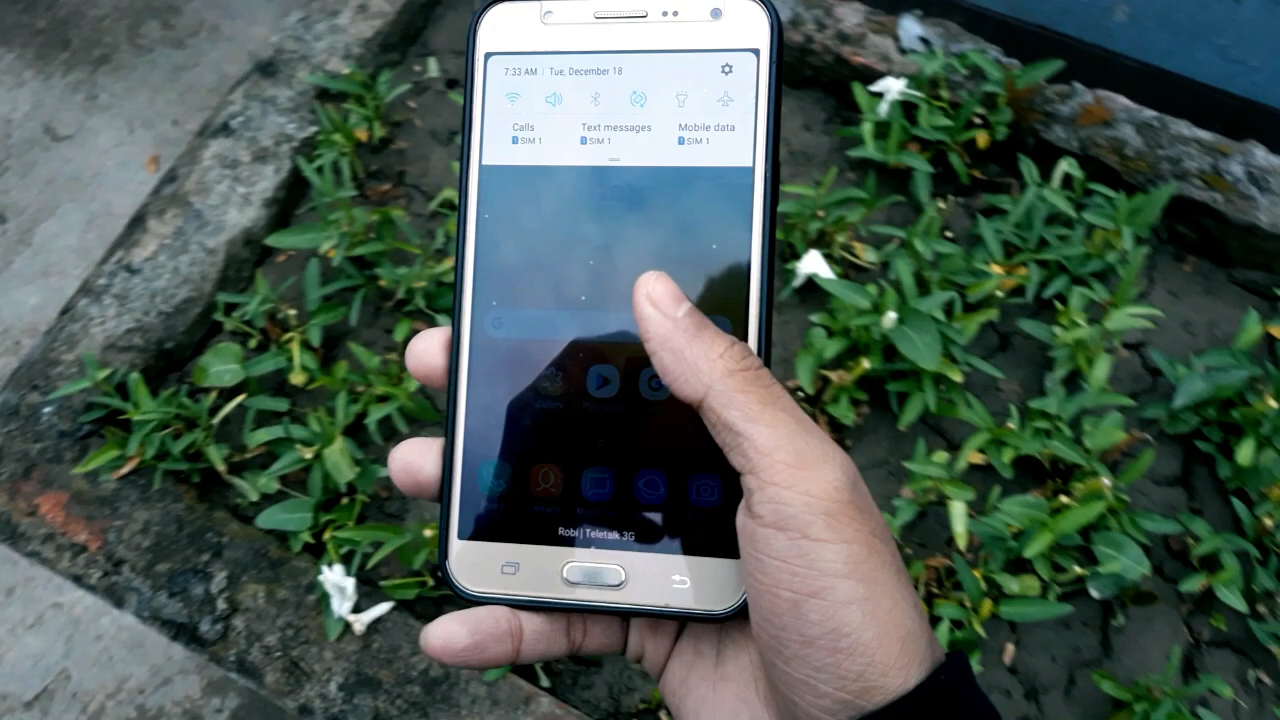 7:33 AM | Tue, December 18
Calls Text messages Mobile data
SIM 1 SIM 1 SIM 1
Robi | Teletalk 3G